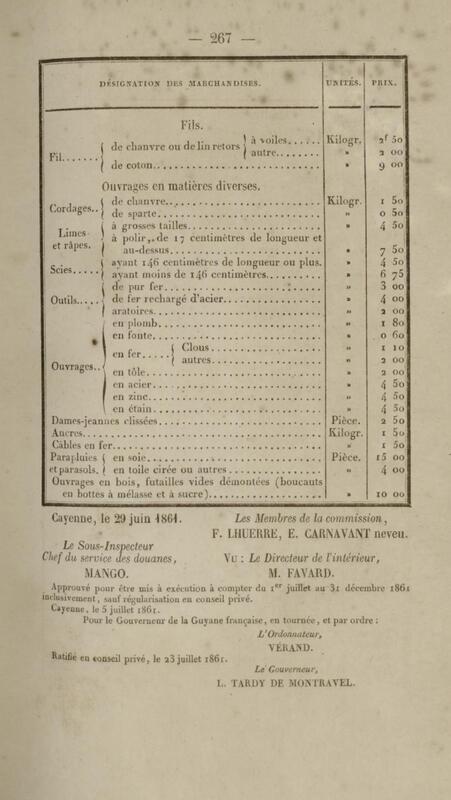 — 267 —
DÉSIGNATION DES MARCHANDISES. UNITÉS. PRIX.
Fils.
Fil...... de chanvre ou de lin retors à voiles...... Kilogr. 2f 50
autre........ » 2 00
de coton........ » 9 00
Ouvrages en matières diverses.
Cordages.. de chanvre........ Kilogr. 1 50
de sparte........ » 0 50
Limes et râpes. à grosses tailles........ » 4 50
à polir, de 17 centimètres de longueur et
au-dessus........ » 7 50
Scies..... ayant 146 centimètres de longueur ou plus. » 4 50
ayant moins de 146 centimètres........ » 6 75
Outils..... de pur fer........ » 3 00
de fer rechargé d'acier........ » 4 00
aratoires........ » 2 00
Ouvrages.. en plomb........ » 1 80
en fonte........ » 0 60
en fer..... Clous........ » 1 10
autres........ » 2 00
en tôle........ » 2 00
en acier........ » 4 50
en zinc........ » 4 50
en étain........ » 4 50
Dames-jeannes clissées........ Pièce. 2 50
Ancres........ Kilogr. 1 50
Câbles en fer........ » 1 50
Parapluies et parasols. en soie........ Pièce. 15 00
en toile cirée ou autres........ » 4 00
Ouvrages en bois, futailles vides démontées (boucauts
en bottes à mélasse et à sucre)........ » 10 00
Cayenne, le 29 juin 1861.
Les Membres de la commission,
F. LHUERRE, E. CARNAVANT neveu.
Le Sous-Inspecteur
Chef du service des douanes,
MANGO.
Vu : Le Directeur de l'intérieur,
M. FAVARD.
Approuvé pour être mis à exécution à compter du 1er juillet au 31 décembre 1861
inclusivement, sauf régularisation en conseil privé.
Cayenne, le 5 juillet 1861.
Pour le Gouverneur de la Guyane française, en tournée, et par ordre :
L'Ordonnateur,
VÉRAND.
Ratifié en conseil privé, le 23 juillet 1861.
Le Gouverneur,
L. TARDY DE MONTRAVEL.